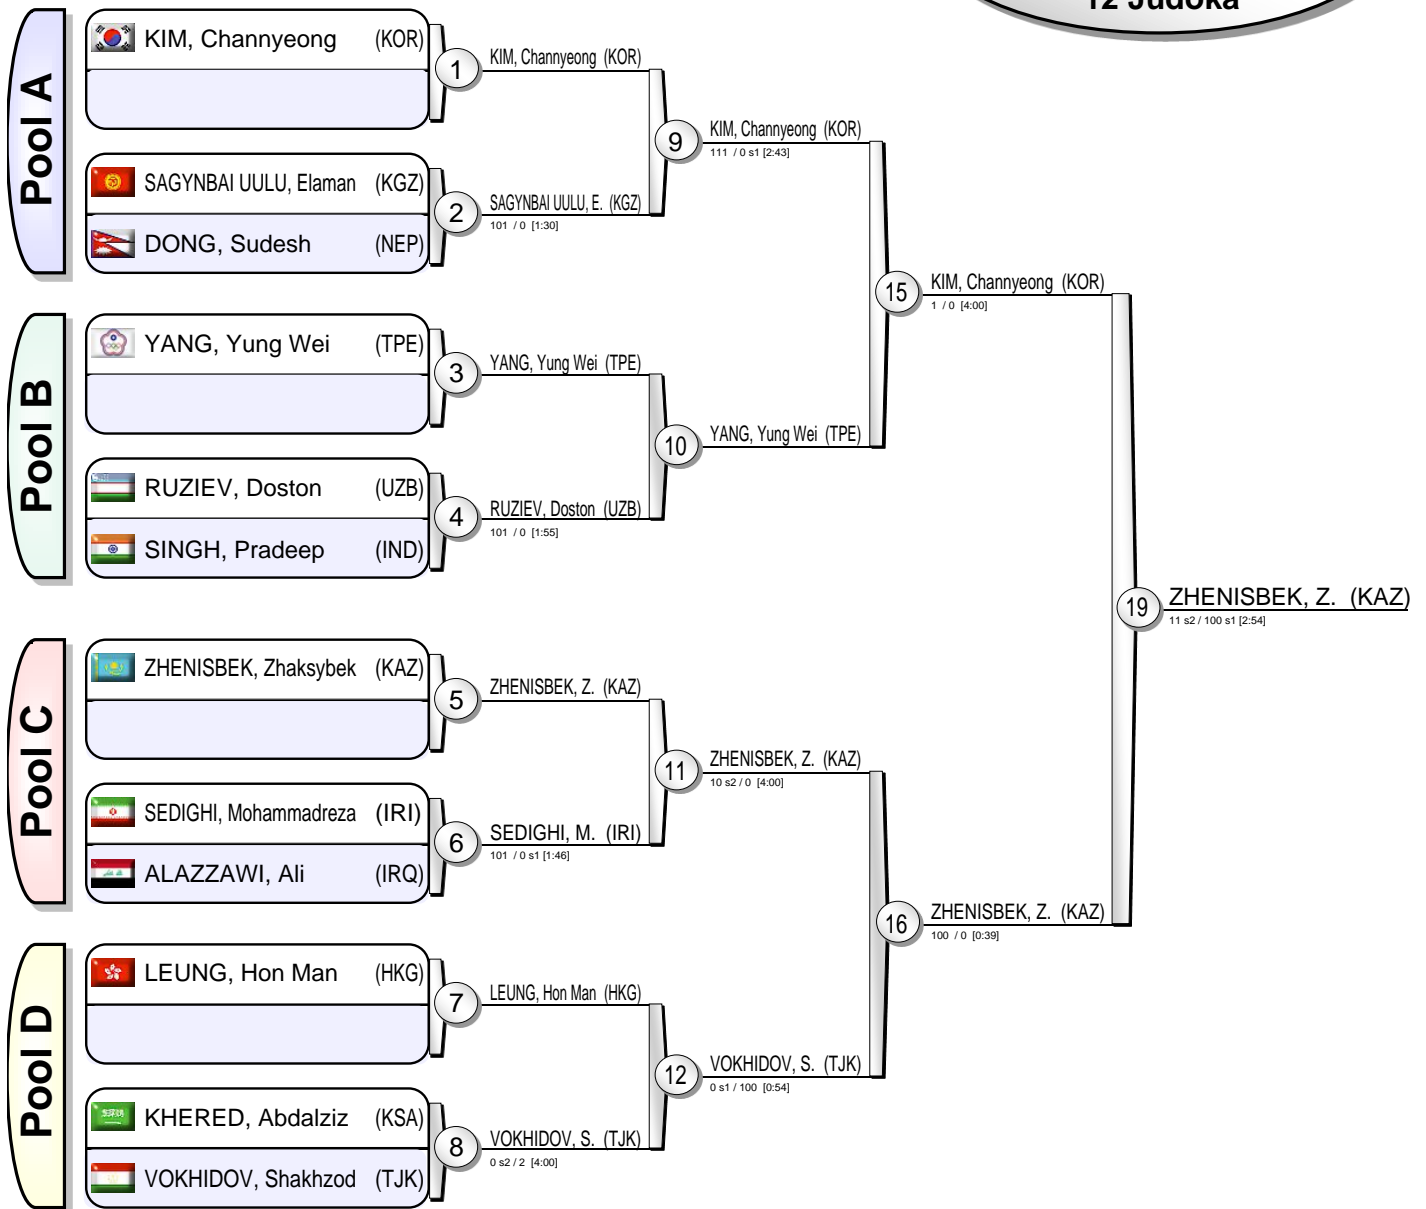 12 Judoka
Pool A
KIM, Channyeong (KOR)
1
KIM, Channyeong (KOR)
SAGYNBAI UULU, Elaman (KGZ)
DONG, Sudesh (NEP)
2
SAGYNBAI UULU, E. (KGZ)
101 / 0 [1:30]
9
KIM, Channyeong (KOR)
111 / 0 s1 [2:43]
Pool B
YANG, Yung Wei (TPE)
3
YANG, Yung Wei (TPE)
RUZIEV, Doston (UZB)
SINGH, Pradeep (IND)
4
RUZIEV, Doston (UZB)
101 / 0 [1:55]
10
YANG, Yung Wei (TPE)
15
KIM, Channyeong (KOR)
1 / 0 [4:00]
Pool C
ZHENISBEK, Zhaksybek (KAZ)
5
ZHENISBEK, Z. (KAZ)
SEDIGHI, Mohammadreza (IRI)
ALAZZAWI, Ali (IRQ)
6
SEDIGHI, M. (IRI)
101 / 0 s1 [1:46]
11
ZHENISBEK, Z. (KAZ)
10 s2 / 0 [4:00]
Pool D
LEUNG, Hon Man (HKG)
7
LEUNG, Hon Man (HKG)
KHERED, Abdalziz (KSA)
VOKHIDOV, Shakhzod (TJK)
8
VOKHIDOV, S. (TJK)
0 s2 / 2 [4:00]
12
VOKHIDOV, S. (TJK)
0 s1 / 100 [0:54]
16
ZHENISBEK, Z. (KAZ)
100 / 0 [0:39]
19
ZHENISBEK, Z. (KAZ)
11 s2 / 100 s1 [2:54]